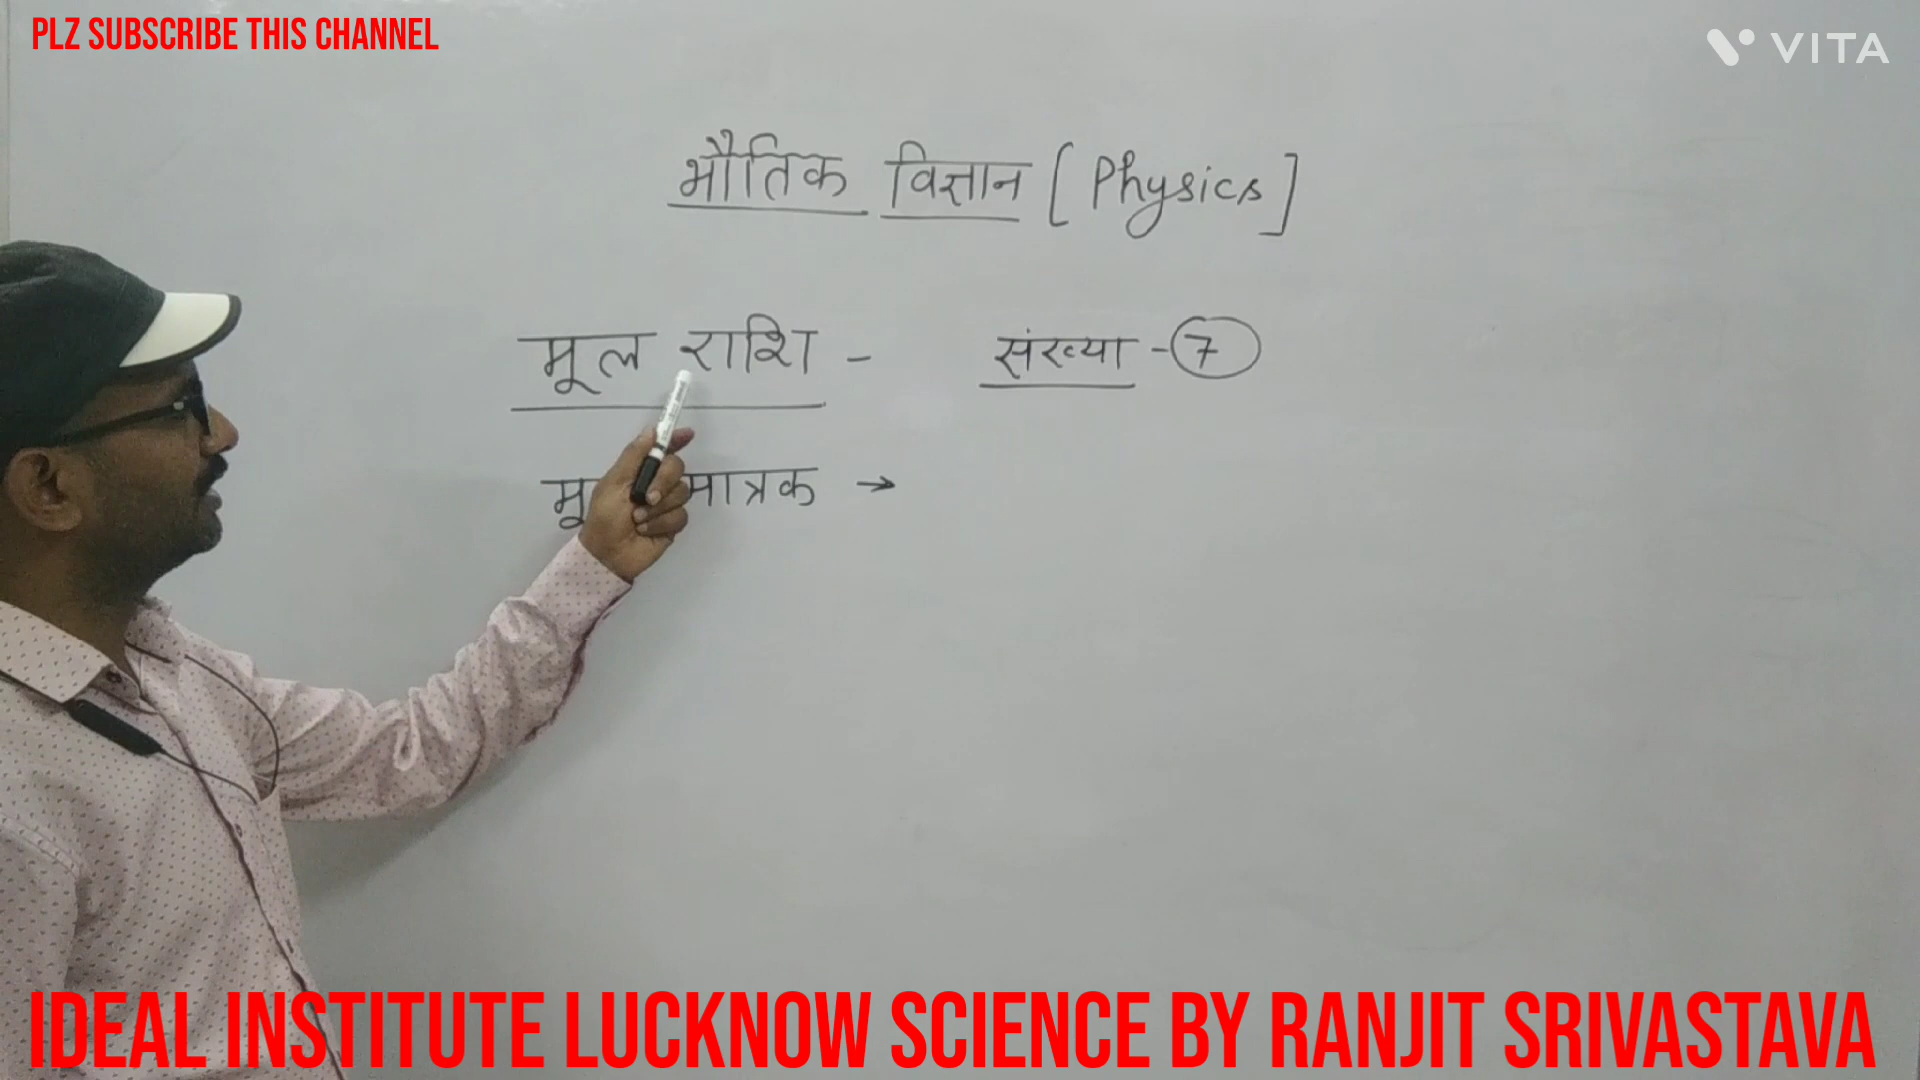 PLZ SUBSCRIBE THIS CHANNEL
VITA
भौतिक विज्ञान [Physics]
मूल राशि - संख्या - 7
मात्रक →
IDEAL INSTITUTE LUCKNOW SCIENCE BY RANJIT SRIVASTAVA